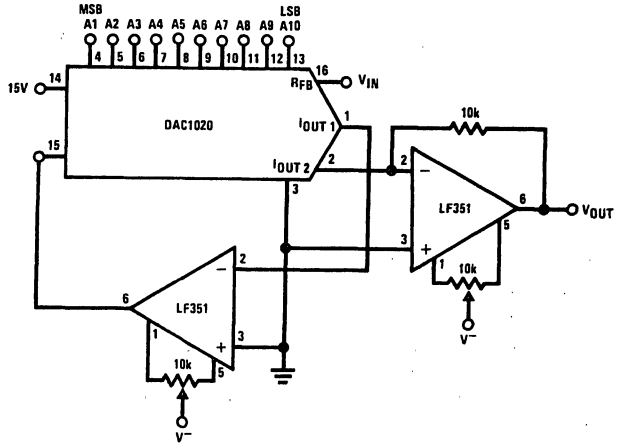 MSB LSB
A1 A2 A3 A4 A5 A6 A7 A8 A9 A10
4 5 6 7 8 9 10 11 12 13
14 16
15V RFB VIN
DAC1020 IOUT 1 1
10k
15 IOUT 2 2 2 −
3
LF351 6 VOUT
5
3 +
1 10k
− 2
V−
6 LF351
1 + 3
10k 5
V−